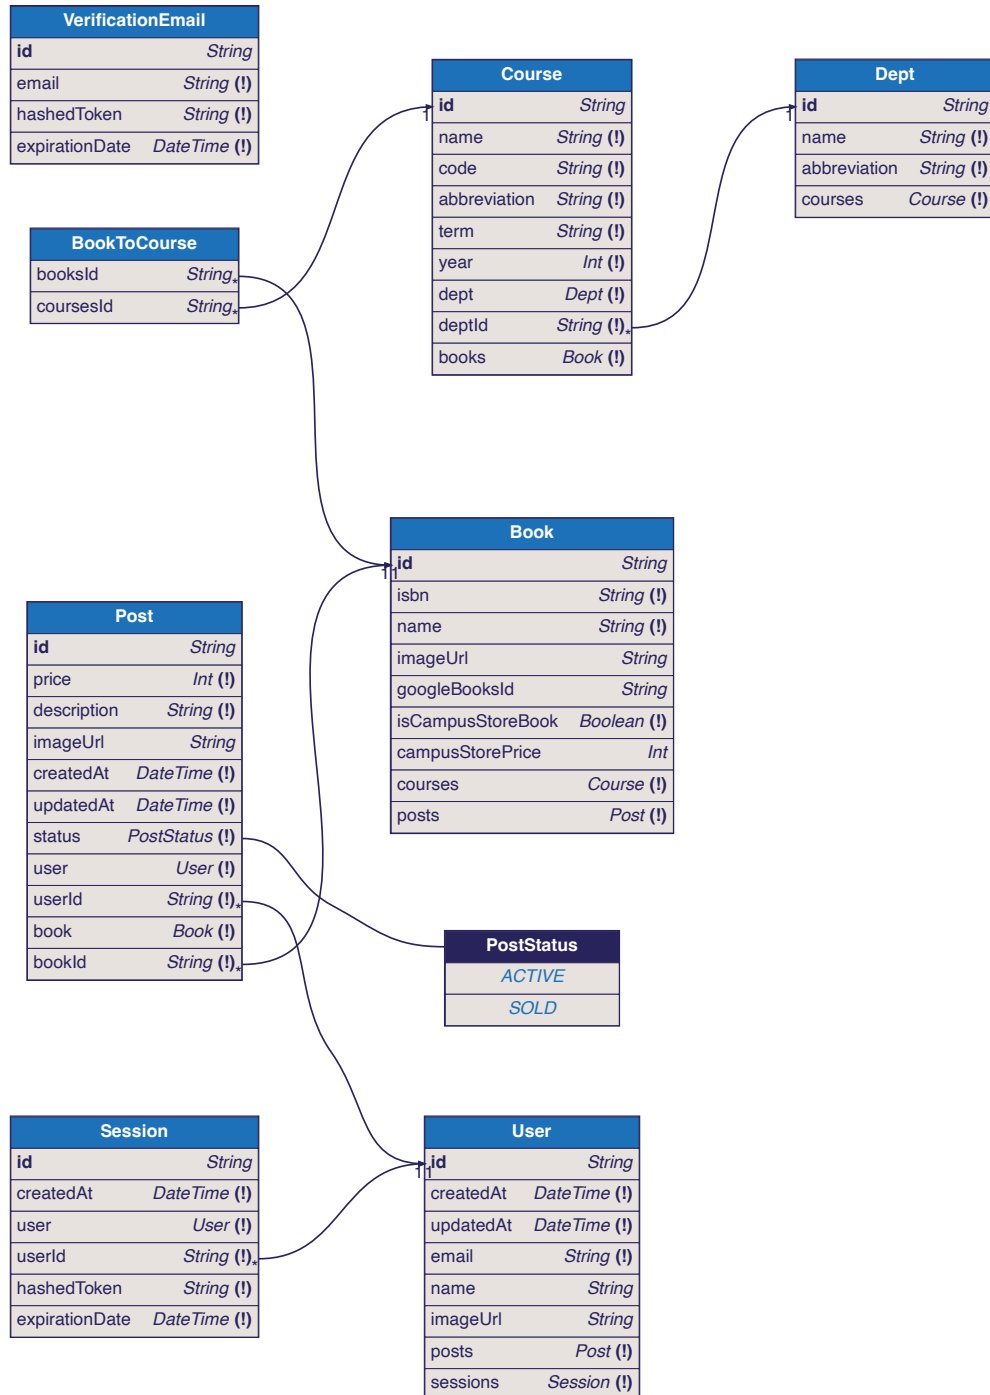 VerificationEmail
id String
email String (!)
hashedToken String (!)
expirationDate DateTime (!)
Course
id String
name String (!)
code String (!)
abbreviation String (!)
term String (!)
year Int (!)
dept Dept (!)
deptId String (!)*
books Book (!)
1
Dept
id String
name String (!)
abbreviation String (!)
courses Course (!)
1
BookToCourse
booksId String*
coursesId String*
Book
id String
isbn String (!)
name String (!)
imageUrl String
googleBooksId String
isCampusStoreBook Boolean (!)
campusStorePrice Int
courses Course (!)
posts Post (!)
1 1
Post
id String
price Int (!)
description String (!)
imageUrl String
createdAt DateTime (!)
updatedAt DateTime (!)
status PostStatus (!)
user User (!)
userId String (!)*
book Book (!)
bookId String (!)*
PostStatus
ACTIVE
SOLD
Session
id String
createdAt DateTime (!)
user User (!)
userId String (!)*
hashedToken String (!)
expirationDate DateTime (!)
User
id String
createdAt DateTime (!)
updatedAt DateTime (!)
email String (!)
name String
imageUrl String
posts Post (!)
sessions Session (!)
1 1